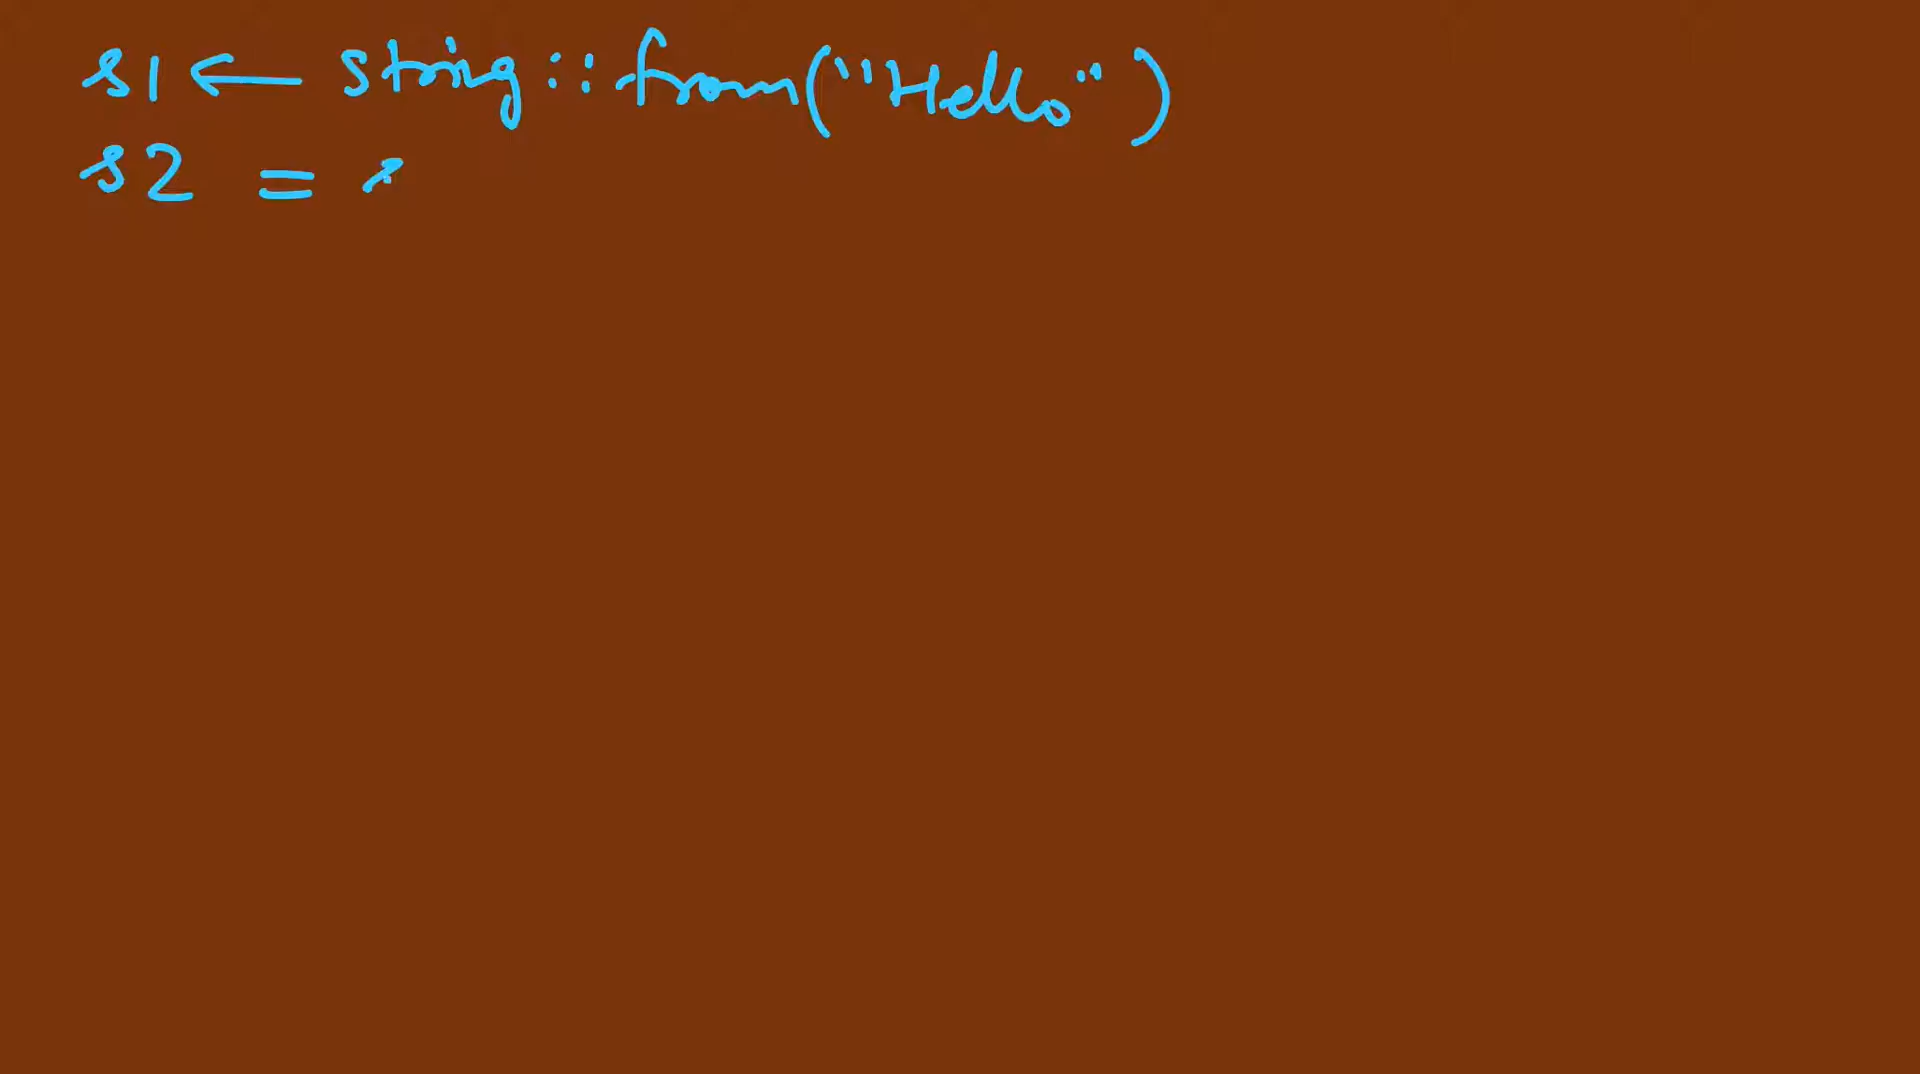 s1 ← string::from("Hello")
s2 =